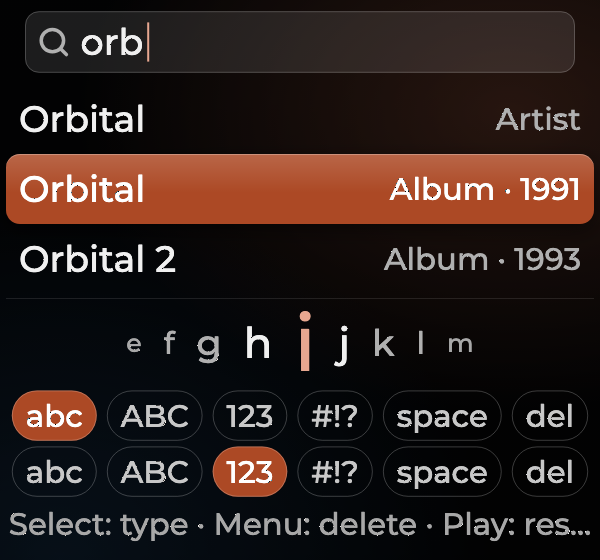 orb
Orbital Artist
Orbital Album · 1991
Orbital 2 Album · 1993
e f g h i j k l m
abc ABC 123 #!? space del
abc ABC 123 #!? space del
Select: type · Menu: delete · Play: res...